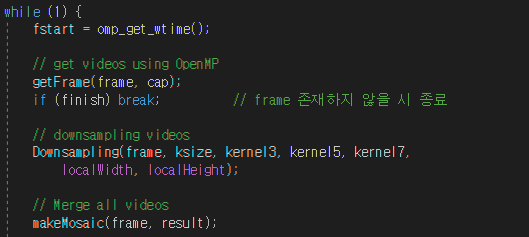 while (1) {
fstart = omp_get_wtime();
// get videos using OpenMP
getFrame(frame, cap);
if (finish) break; // frame 존재하지 않을 시 종료
// downsampling videos
Downsampling(frame, ksize, kernel3, kernel5, kernel7,
localWidth, localHeight);
// Merge all videos
makeMosaic(frame, result);